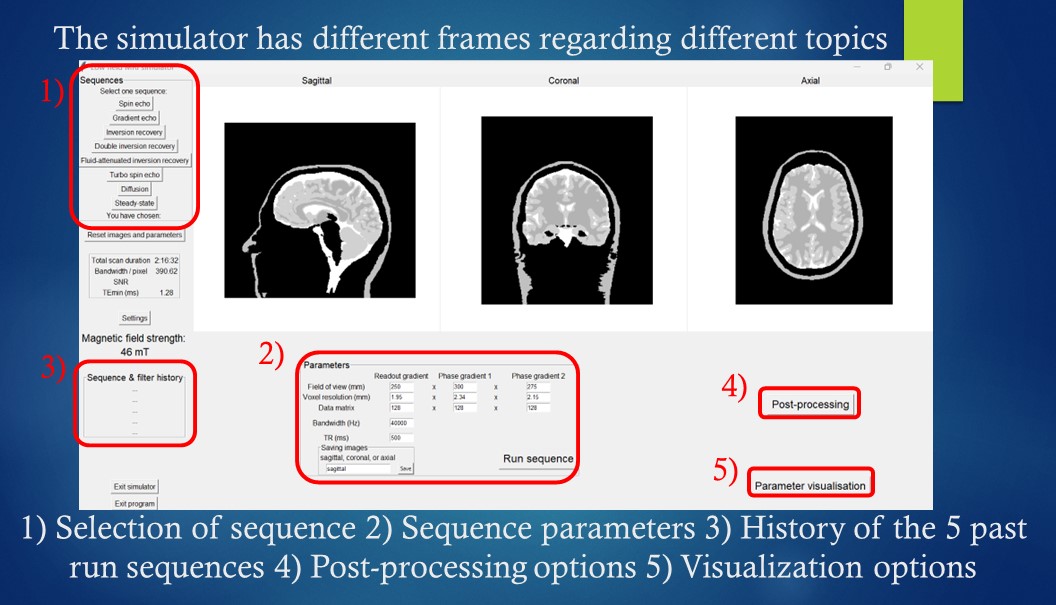 The simulator has different frames regarding different topics
1)
Sequences
Select one sequence:
Spin echo
Gradient echo
Inversion recovery
Double inversion recovery
Fluid-attenuated inversion recovery
Turbo spin echo
Diffusion
Steady-state
You have chosen:
Reset images and parameters
Total scan duration 2:16:32
Bandwidth / pixel 390.62
SNR
TEmin (ms) 1.28
Settings
Magnetic field strength:
46 mT
3)
Sequence & filter history
...
...
...
...
...
Exit simulator
Exit program
Sagittal Coronal Axial
2)
Parameters
Readout gradient Phase gradient 1 Phase gradient 2
Field of view (mm) 250 x 300 x 275
Voxel resolution (mm) 1.95 x 2.34 x 2.15
Data matrix 128 x 128 x 128
Bandwidth (Hz) 40000
TR (ms) 500
Saving images
sagittal, coronal, or axial
sagittal Save
Run sequence
4)
Post-processing
5)
Parameter visualisation
1) Selection of sequence 2) Sequence parameters 3) History of the 5 past
run sequences 4) Post-processing options 5) Visualization options